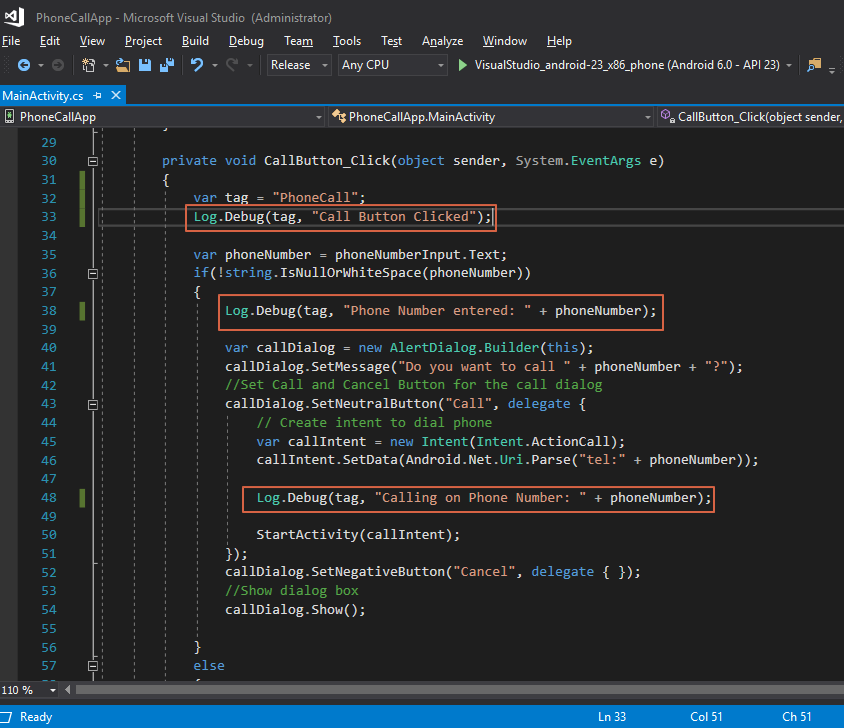 PhoneCallApp - Microsoft Visual Studio (Administrator)
File Edit View Project Build Debug Team Tools Test Analyze Window Help
Release Any CPU VisualStudio_android-23_x86_phone (Android 6.0 - API 23)
MainActivity.cs
PhoneCallApp PhoneCallApp.MainActivity CallButton_Click(object sender,
29
30 private void CallButton_Click(object sender, System.EventArgs e)
31 {
32 var tag = "PhoneCall";
33 Log.Debug(tag, "Call Button Clicked");
34
35 var phoneNumber = phoneNumberInput.Text;
36 if(!string.IsNullOrWhiteSpace(phoneNumber))
37 {
38 Log.Debug(tag, "Phone Number entered: " + phoneNumber);
39
40 var callDialog = new AlertDialog.Builder(this);
41 callDialog.SetMessage("Do you want to call " + phoneNumber + "?");
42 //Set Call and Cancel Button for the call dialog
43 callDialog.SetNeutralButton("Call", delegate {
44 // Create intent to dial phone
45 var callIntent = new Intent(Intent.ActionCall);
46 callIntent.SetData(Android.Net.Uri.Parse("tel:" + phoneNumber));
47
48 Log.Debug(tag, "Calling on Phone Number: " + phoneNumber);
49
50 StartActivity(callIntent);
51 });
52 callDialog.SetNegativeButton("Cancel", delegate { });
53 //Show dialog box
54 callDialog.Show();
55
56 }
57 else
110 %
Ready Ln 33 Col 51 Ch 51